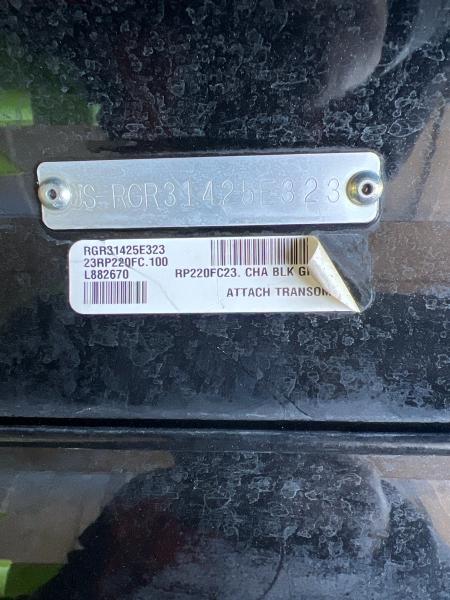 US-RGR31425E323
RGR31425E323
23RP220FC.100
L882670
RP220FC23. CHA BLK
ATTACH TRANSOM